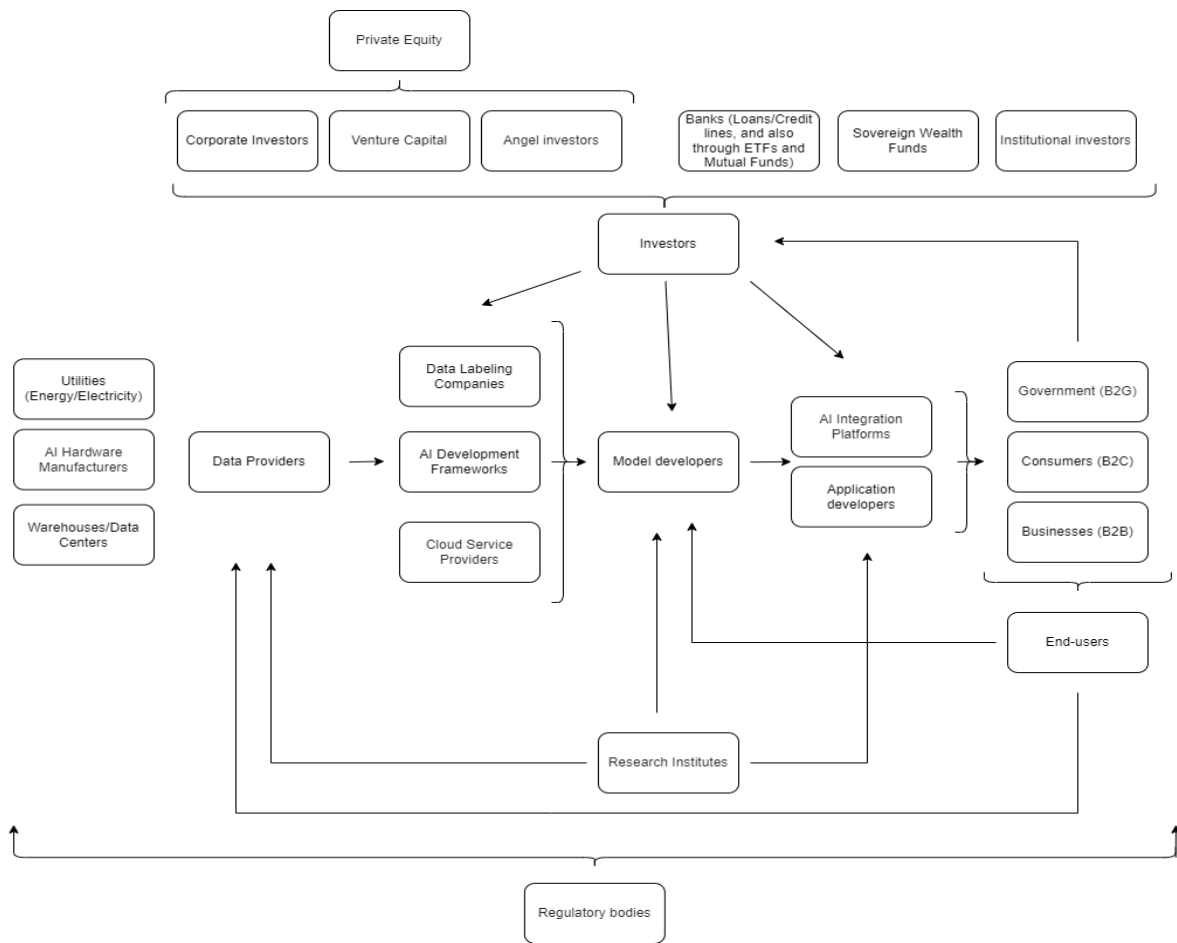 Private Equity
Corporate Investors
Venture Capital
Angel investors
Banks (Loans/Credit
lines, and also
through ETFs and
Mutual Funds)
Sovereign Wealth
Funds
Institutional investors
Investors
Utilities
(Energy/Electricity)
AI Hardware
Manufacturers
Warehouses/Data
Centers
Data Providers
Data Labeling
Companies
AI Development
Frameworks
Cloud Service
Providers
Model developers
AI Integration
Platforms
Application
developers
Government (B2G)
Consumers (B2C)
Businesses (B2B)
End-users
Research Institutes
Regulatory bodies